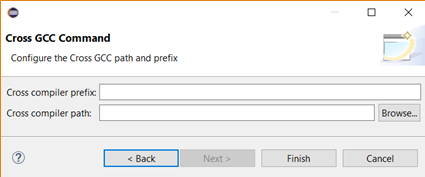 Cross GCC Command
Configure the Cross GCC path and prefix
Cross compiler prefix:
Cross compiler path:
Browse...
?
< Back
Next >
Finish
Cancel